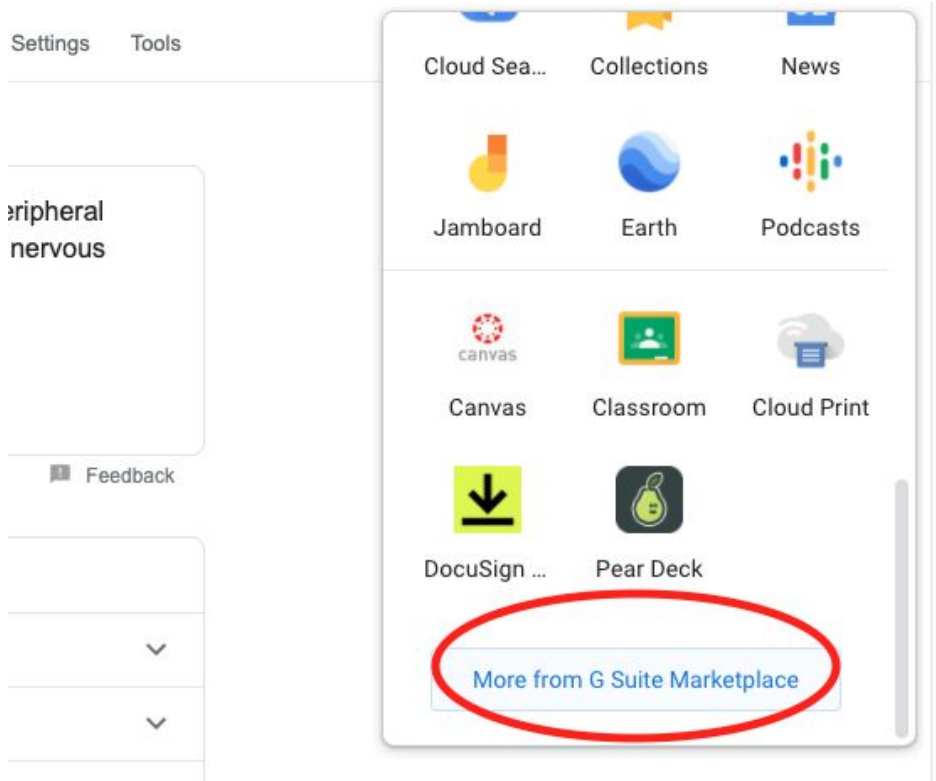 Settings Tools
eripheral
nervous
Feedback
Cloud Sea... Collections News
Jamboard Earth Podcasts
canvas
Canvas Classroom Cloud Print
DocuSign ... Pear Deck
More from G Suite Marketplace